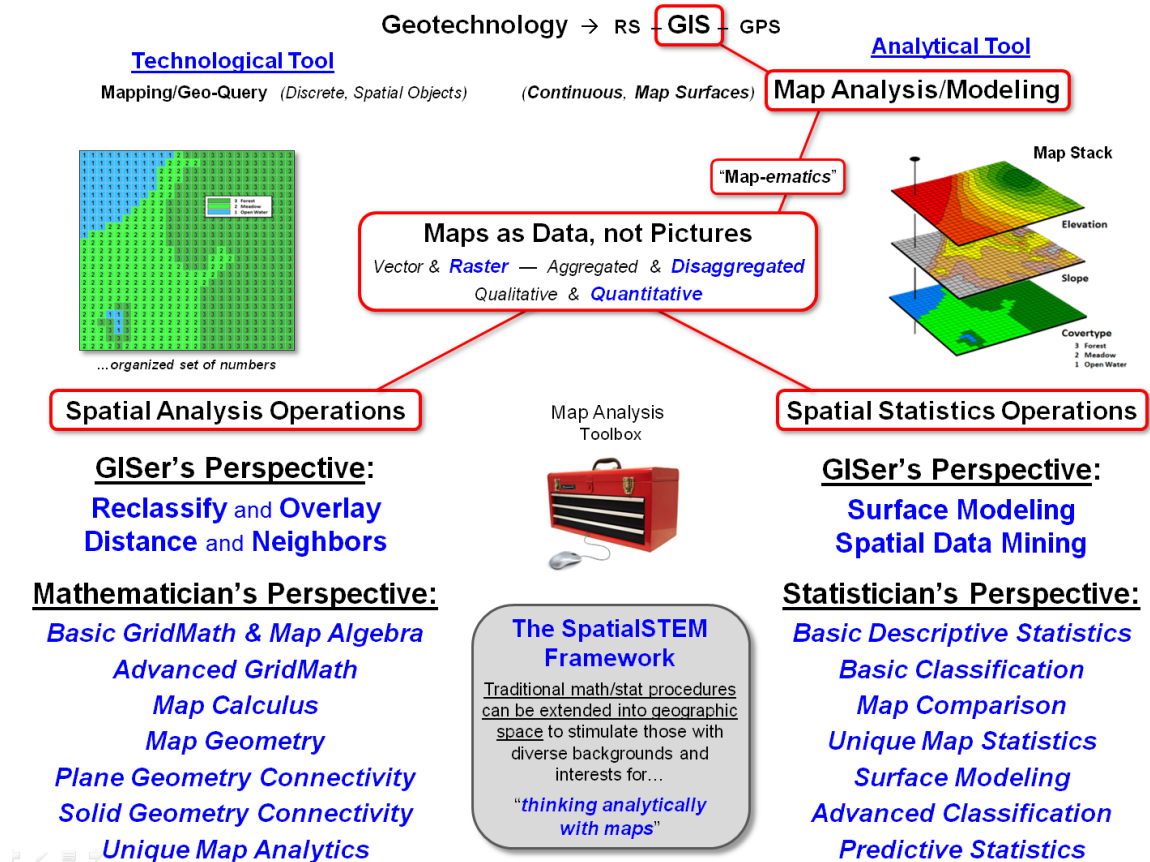 Geotechnology → RS – GIS – GPS
Technological Tool
Analytical Tool
Mapping/Geo-Query (Discrete, Spatial Objects)
(Continuous, Map Surfaces)
Map Analysis/Modeling
"Map-ematics"
Map Stack
3 Forest
2 Meadow
1 Open Water
Maps as Data, not Pictures
Vector & Raster — Aggregated & Disaggregated
Qualitative & Quantitative
Elevation
Slope
Covertype
3 Forest
2 Meadow
1 Open Water
...organized set of numbers
Spatial Analysis Operations
Map Analysis
Toolbox
Spatial Statistics Operations
GISer's Perspective:
Reclassify and Overlay
Distance and Neighbors
GISer's Perspective:
Surface Modeling
Spatial Data Mining
Mathematician's Perspective:
Basic GridMath & Map Algebra
Advanced GridMath
Map Calculus
Map Geometry
Plane Geometry Connectivity
Solid Geometry Connectivity
Unique Map Analytics
The SpatialSTEM
Framework
Traditional math/stat procedures
can be extended into geographic
space to stimulate those with
diverse backgrounds and
interests for…
"thinking analytically
with maps"
Statistician's Perspective:
Basic Descriptive Statistics
Basic Classification
Map Comparison
Unique Map Statistics
Surface Modeling
Advanced Classification
Predictive Statistics